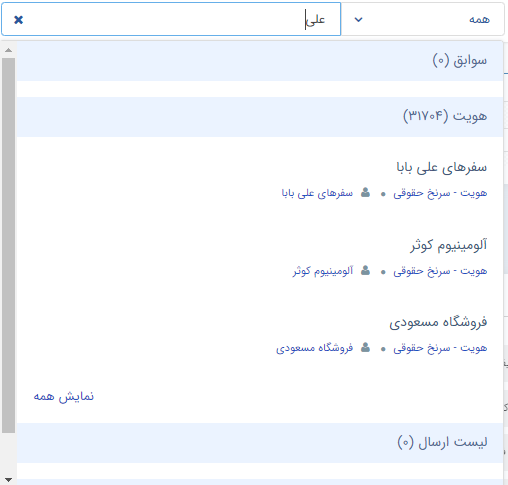 همه
علی
سوابق (۰)
هویت (۳۱۷۰۴)
سفرهای علی بابا
هویت - سرنخ حقوقی • سفرهای علی بابا
آلومینیوم کوثر
هویت - سرنخ حقوقی • آلومینیوم کوثر
فروشگاه مسعودی
هویت - سرنخ حقوقی • فروشگاه مسعودی
نمایش همه
لیست ارسال (۰)